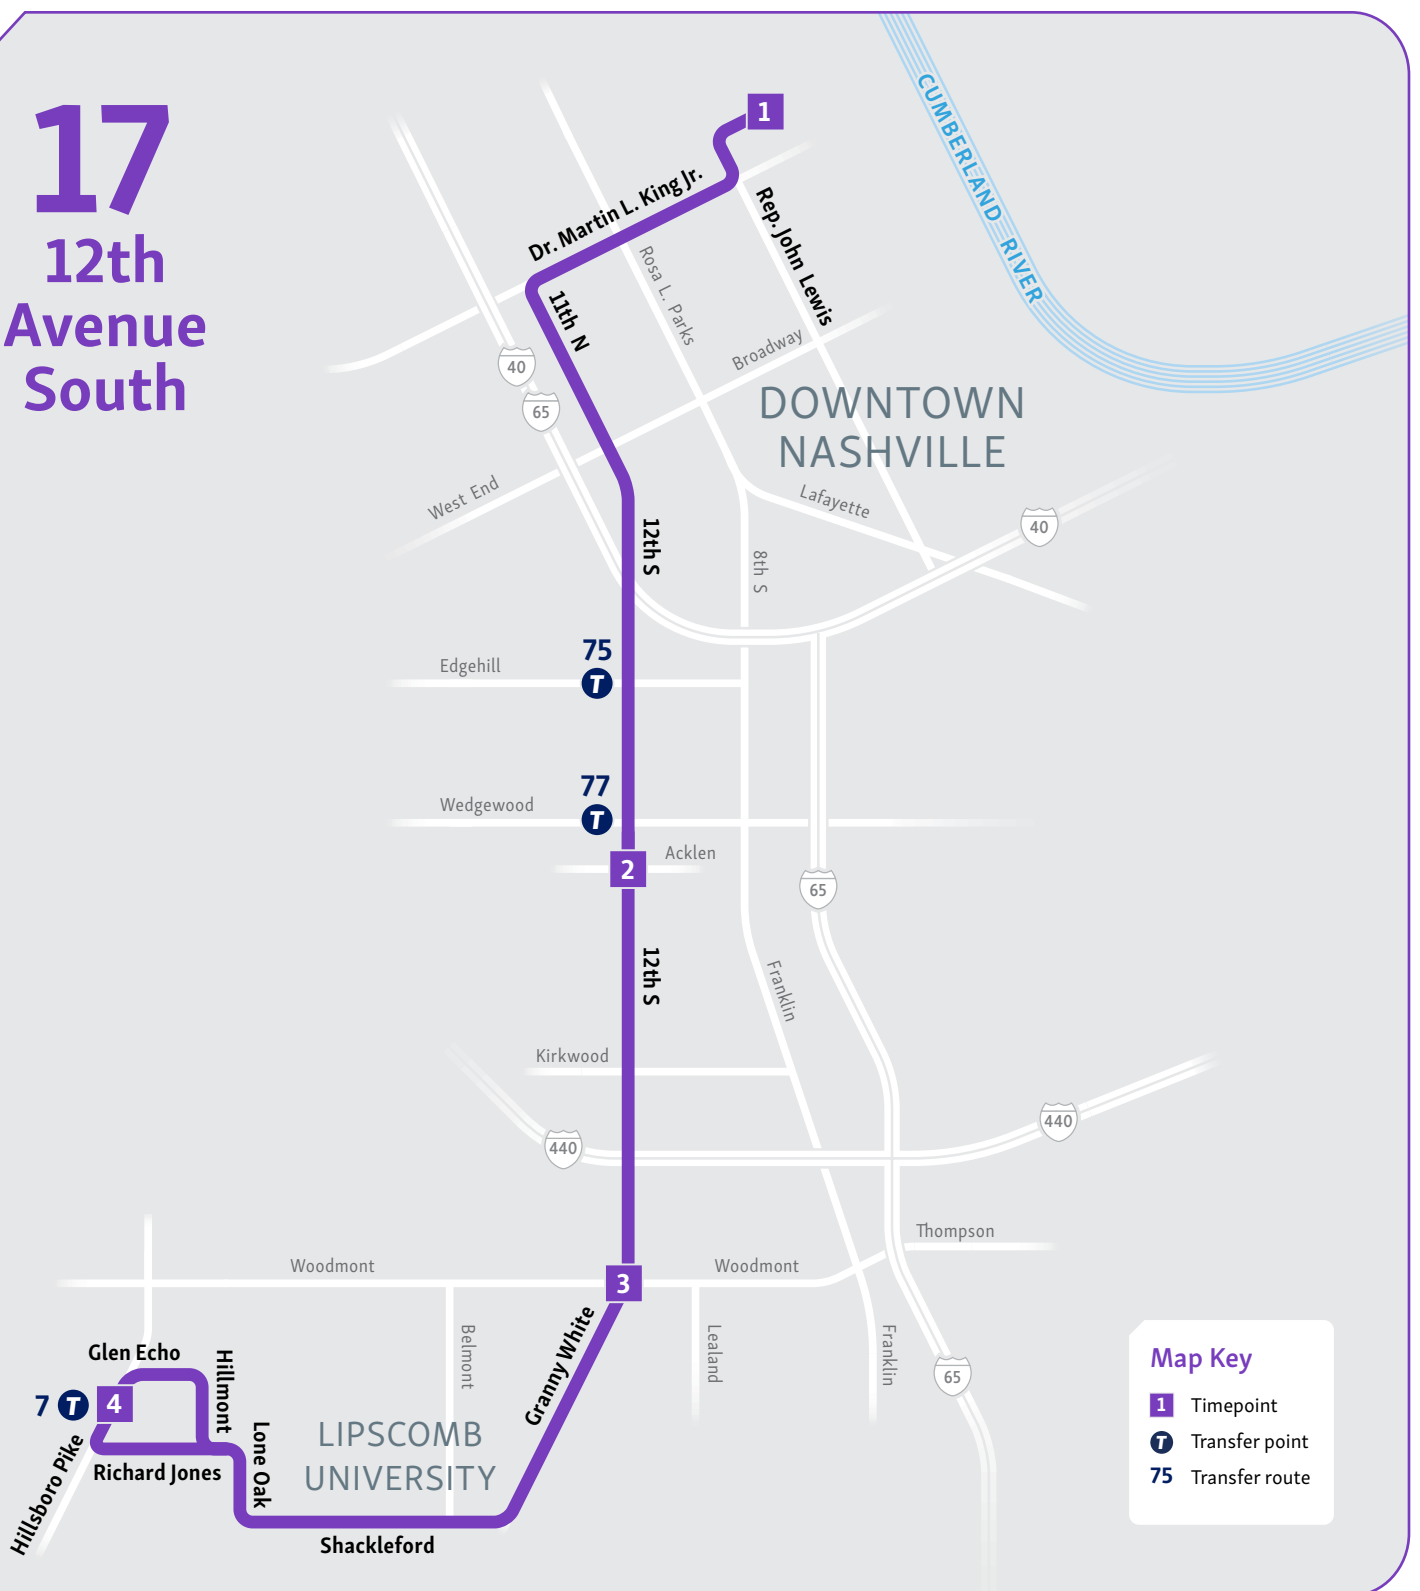 17
12th
Avenue
South
1
CUMBERLAND RIVER
Dr. Martin L. King Jr.
Rep. John Lewis
Rosa L. Parks
11th N
Broadway
40
65
DOWNTOWN
NASHVILLE
West End
Lafayette
40
12th S
8th S
75
T
Edgehill
77
T
Wedgewood
2
Acklen
65
12th S
Franklin
Kirkwood
440
440
Thompson
Woodmont
Woodmont
3
Glen Echo
Hillmont
Belmont
Granny White
Lealand
Franklin
65
7 T 4
Lone Oak
LIPSCOMB
UNIVERSITY
Richard Jones
Hillsboro Pike
Shackleford
Map Key
1 Timepoint
T Transfer point
75 Transfer route